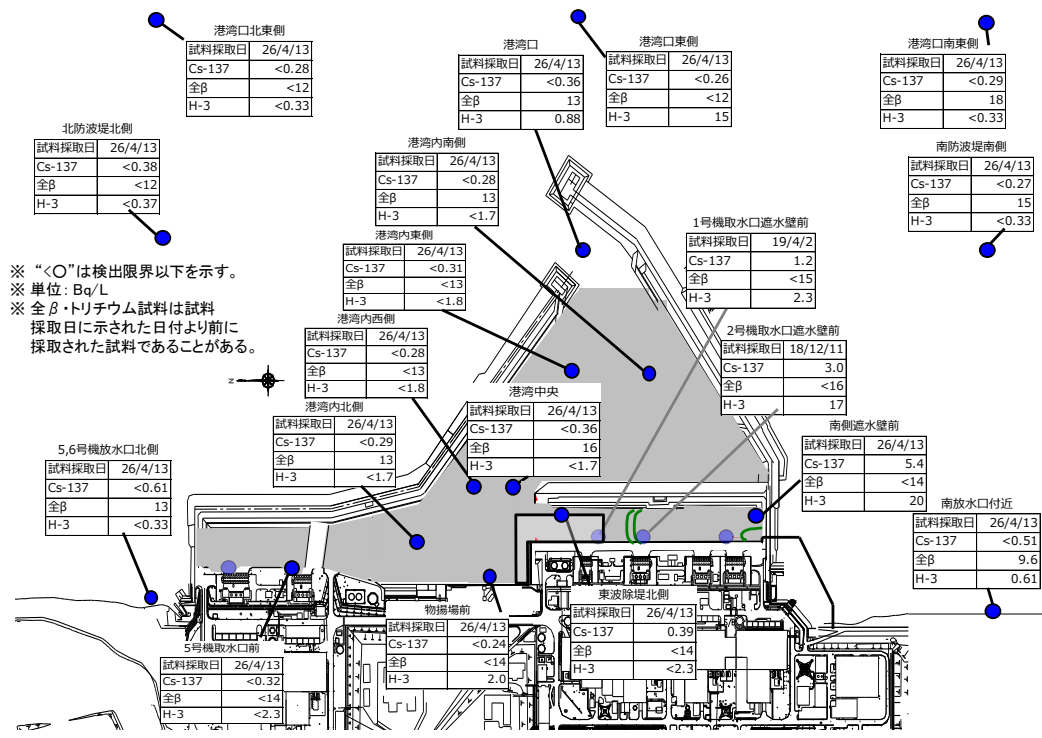 港湾口北東側
試料採取日 26/4/13
Cs-137 <0.28
全β <12
H-3 <0.33
港湾口
試料採取日 26/4/13
Cs-137 <0.36
全β 13
H-3 0.88
港湾口東側
試料採取日 26/4/13
Cs-137 <0.26
全β <12
H-3 15
港湾口南東側
試料採取日 26/4/13
Cs-137 <0.29
全β 18
H-3 <0.33
北防波堤北側
試料採取日 26/4/13
Cs-137 <0.38
全β <12
H-3 <0.37
港湾内南側
試料採取日 26/4/13
Cs-137 <0.28
全β 13
H-3 <1.7
南防波堤南側
試料採取日 26/4/13
Cs-137 <0.27
全β 15
H-3 <0.33
港湾内東側
試料採取日 26/4/13
Cs-137 <0.31
全β <13
H-3 <1.8
1号機取水口遮水壁前
試料採取日 19/4/2
Cs-137 1.2
全β <15
H-3 2.3
※ “<〇”は検出限界以下を示す。
※ 単位：Bq/L
※ 全β・トリチウム試料は試料
採取日に示された日付より前に
採取された試料であることがある。
Z
港湾内西側
試料採取日 26/4/13
Cs-137 <0.28
全β <13
H-3 <1.8
2号機取水口遮水壁前
試料採取日 18/12/11
Cs-137 3.0
全β <16
H-3 17
港湾中央
試料採取日 26/4/13
Cs-137 <0.36
全β 16
H-3 <1.7
港湾内北側
試料採取日 26/4/13
Cs-137 <0.29
全β 13
H-3 <1.7
南側遮水壁前
試料採取日 26/4/13
Cs-137 5.4
全β <14
H-3 20
5,6号機放水口北側
試料採取日 26/4/13
Cs-137 <0.61
全β 13
H-3 <0.33
南放水口付近
試料採取日 26/4/13
Cs-137 <0.51
全β 9.6
H-3 0.61
東波除堤北側
試料採取日 26/4/13
Cs-137 0.39
全β <14
H-3 <2.3
物揚場前
試料採取日 26/4/13
Cs-137 <0.24
全β <14
H-3 2.0
5号機取水口前
試料採取日 26/4/13
Cs-137 <0.32
全β <14
H-3 <2.3